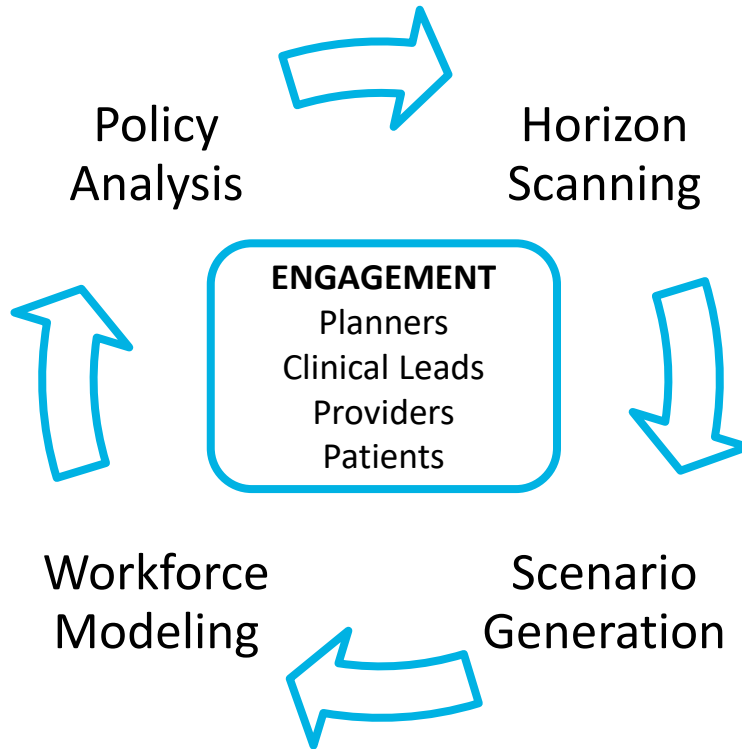 Policy
Analysis
Horizon
Scanning
ENGAGEMENT
Planners
Clinical Leads
Providers
Patients
Workforce
Modeling
Scenario
Generation